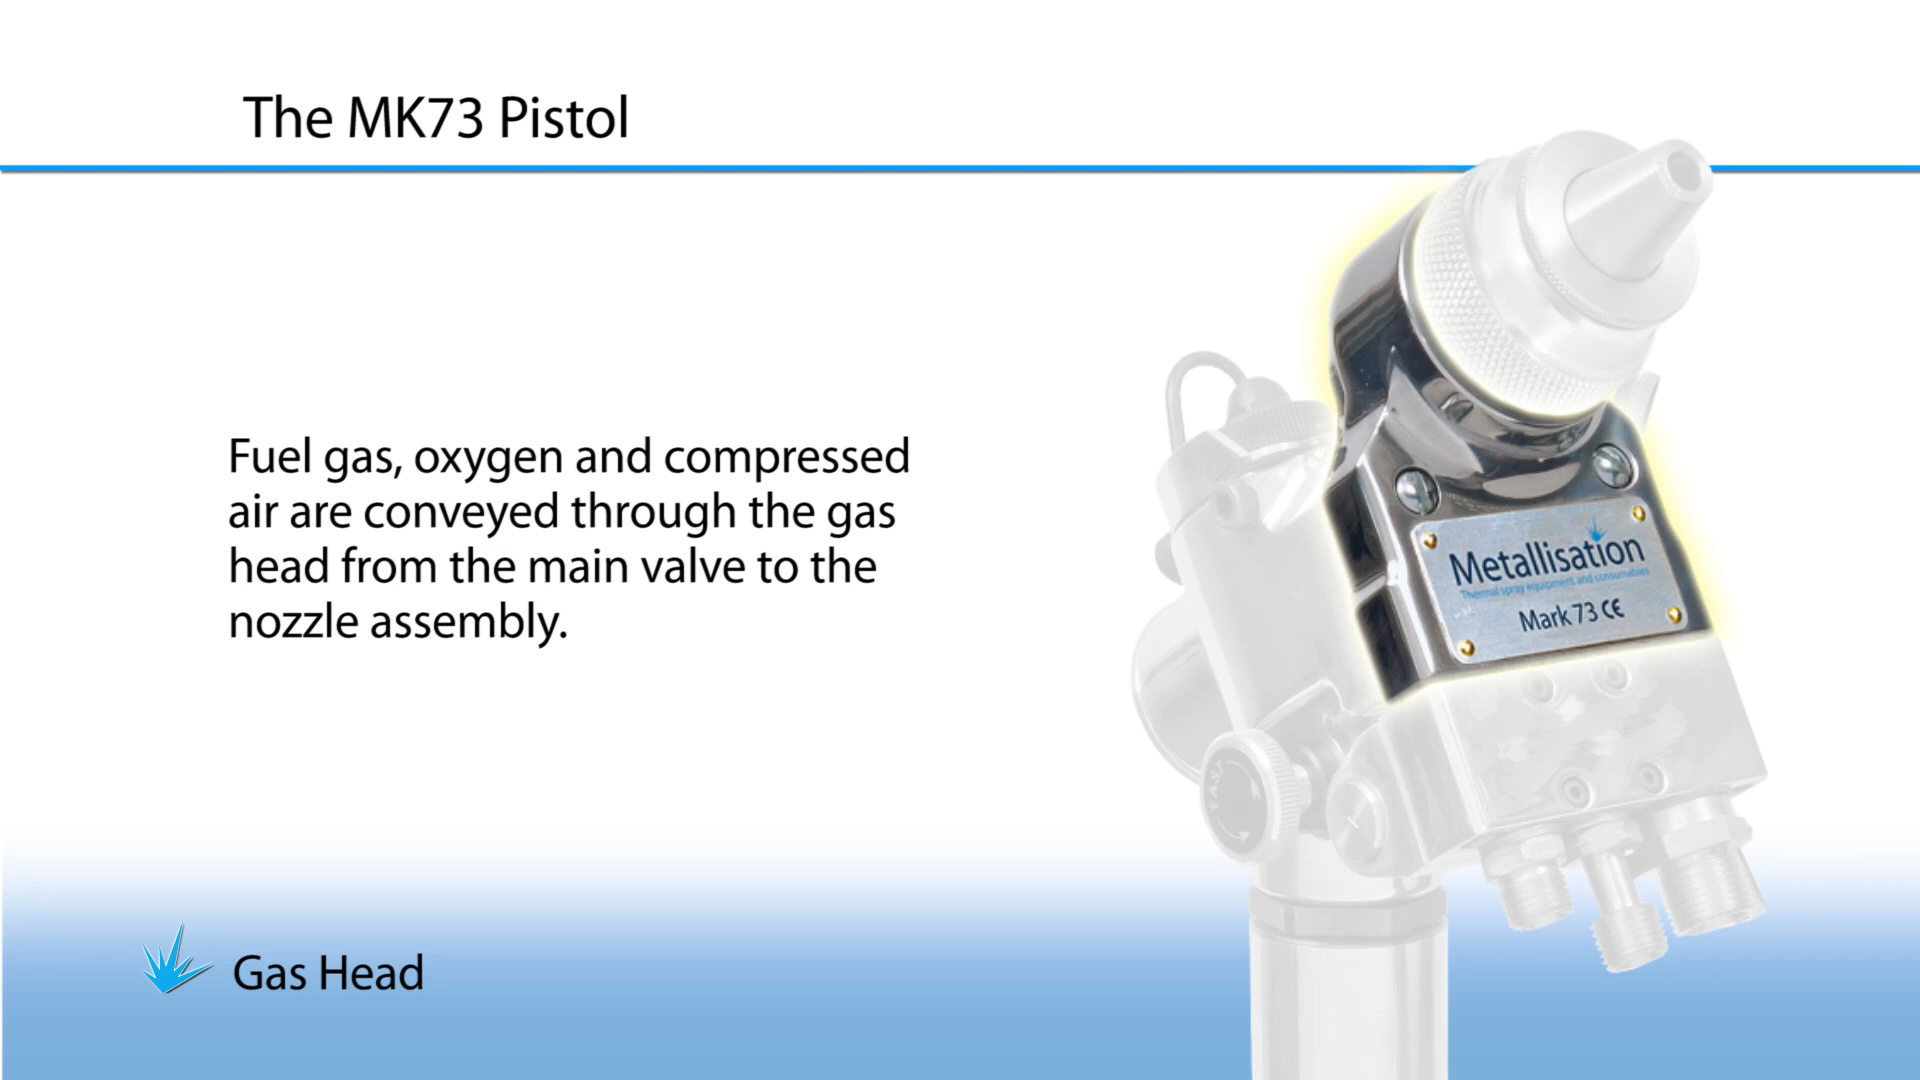 The MK73 Pistol
Fuel gas, oxygen and compressed
air are conveyed through the gas
head from the main valve to the
nozzle assembly.
Metallisation
Thermal spray equipment and consumables
Mark 73 CE
FAST
Gas Head